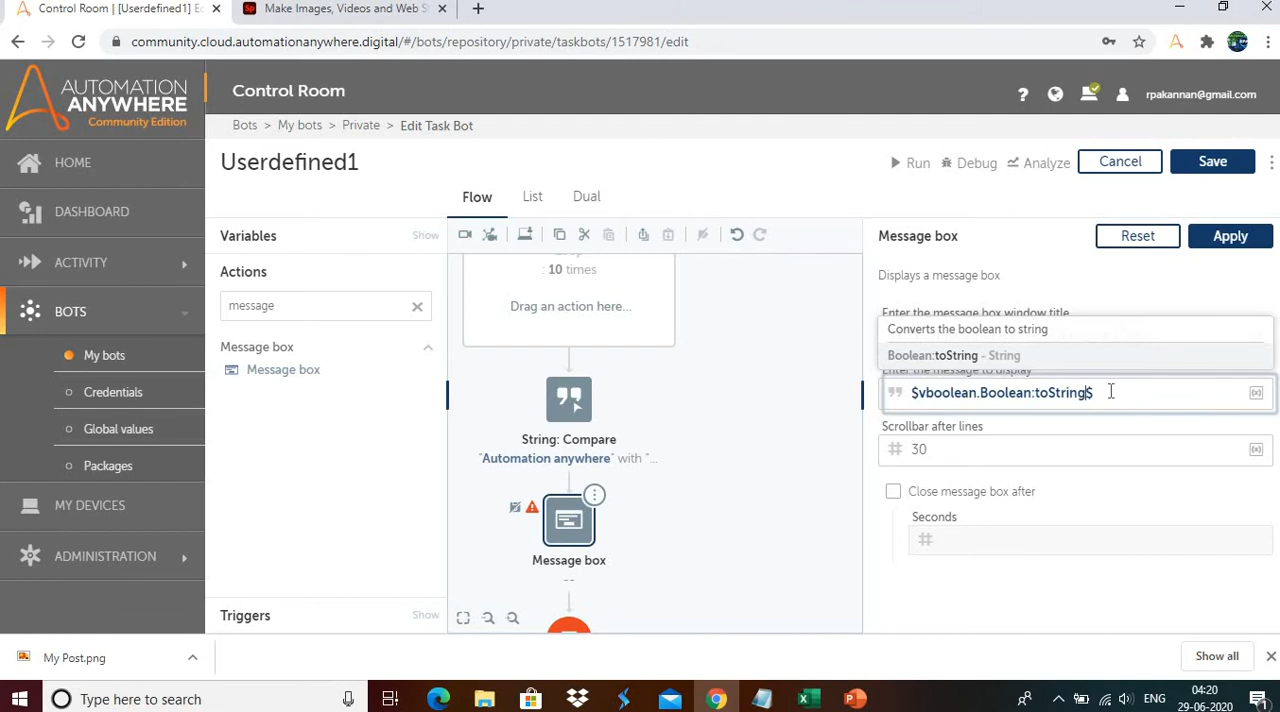 Control Room | [Userdefined1] Ec
Make Images, Videos and Web S
community.cloud.automationanywhere.digital/#/bots/repository/private/taskbots/1517981/edit
AUTOMATION
ANYWHERE
Community Edition
Control Room
rpakannan@gmail.com
Bots > My bots > Private > Edit Task Bot
HOME
DASHBOARD
ACTIVITY
BOTS
My bots
Credentials
Global values
Packages
MY DEVICES
ADMINISTRATION
Userdefined1
Run
Debug
Analyze
Cancel
Save
Flow
List
Dual
Variables
Show
Actions
message
Message box
Message box
Triggers
Show
Loop
: 10 times
Drag an action here...
String: Compare
"Automation anywhere" with "...
Message box
--
Message box
Reset
Apply
Displays a message box
Enter the message box window title
Converts the boolean to string
Boolean:toString - String
Enter the message to display
$vboolean.Boolean:toString$
Scrollbar after lines
30
Close message box after
Seconds
My Post.png
Show all
Type here to search
ENG
04:20
29-06-2020